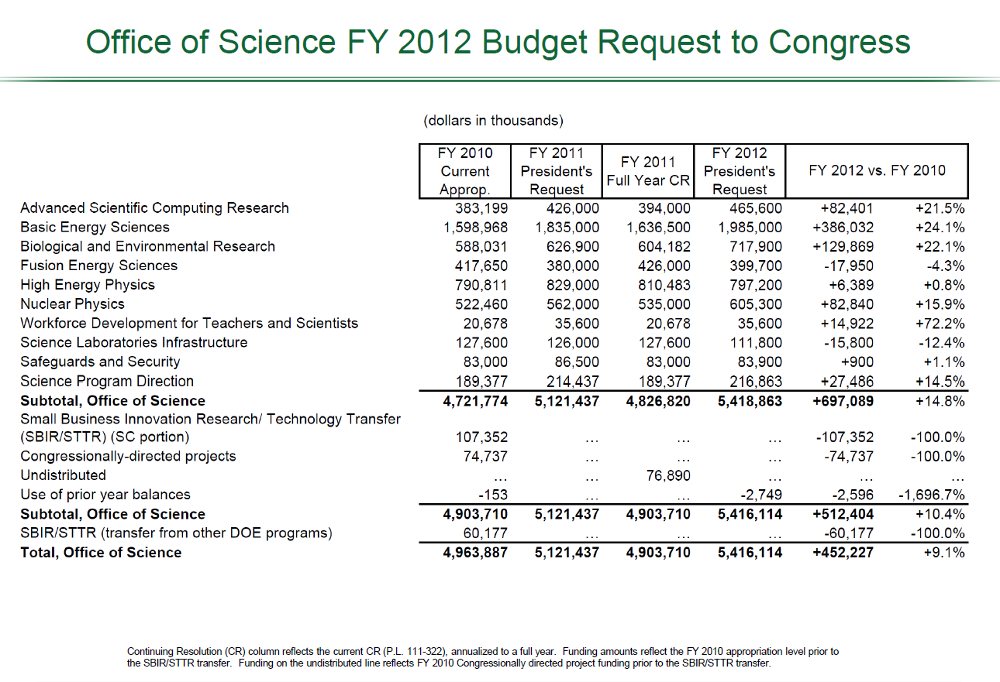 Office of Science FY 2012 Budget Request to Congress
(dollars in thousands)
FY 2010 Current Approp. FY 2011 President's Request FY 2011 Full Year CR FY 2012 President's Request FY 2012 vs. FY 2010
Advanced Scientific Computing Research 383,199 426,000 394,000 465,600 +82,401 +21.5%
Basic Energy Sciences 1,598,968 1,835,000 1,636,500 1,985,000 +386,032 +24.1%
Biological and Environmental Research 588,031 626,900 604,182 717,900 +129,869 +22.1%
Fusion Energy Sciences 417,650 380,000 426,000 399,700 -17,950 -4.3%
High Energy Physics 790,811 829,000 810,483 797,200 +6,389 +0.8%
Nuclear Physics 522,460 562,000 535,000 605,300 +82,840 +15.9%
Workforce Development for Teachers and Scientists 20,678 35,600 20,678 35,600 +14,922 +72.2%
Science Laboratories Infrastructure 127,600 126,000 127,600 111,800 -15,800 -12.4%
Safeguards and Security 83,000 86,500 83,000 83,900 +900 +1.1%
Science Program Direction 189,377 214,437 189,377 216,863 +27,486 +14.5%
Subtotal, Office of Science 4,721,774 5,121,437 4,826,820 5,418,863 +697,089 +14.8%
Small Business Innovation Research/ Technology Transfer
(SBIR/STTR) (SC portion) 107,352 … … … -107,352 -100.0%
Congressionally-directed projects 74,737 … … … -74,737 -100.0%
Undistributed … … 76,890 … … …
Use of prior year balances -153 … … -2,749 -2,596 -1,696.7%
Subtotal, Office of Science 4,903,710 5,121,437 4,903,710 5,416,114 +512,404 +10.4%
SBIR/STTR (transfer from other DOE programs) 60,177 … … … -60,177 -100.0%
Total, Office of Science 4,963,887 5,121,437 4,903,710 5,416,114 +452,227 +9.1%
Continuing Resolution (CR) column reflects the current CR (P.L. 111-322), annualized to a full year. Funding amounts reflect the FY 2010 appropriation level prior to
the SBIR/STTR transfer. Funding on the undistributed line reflects FY 2010 Congressionally directed project funding prior to the SBIR/STTR transfer.